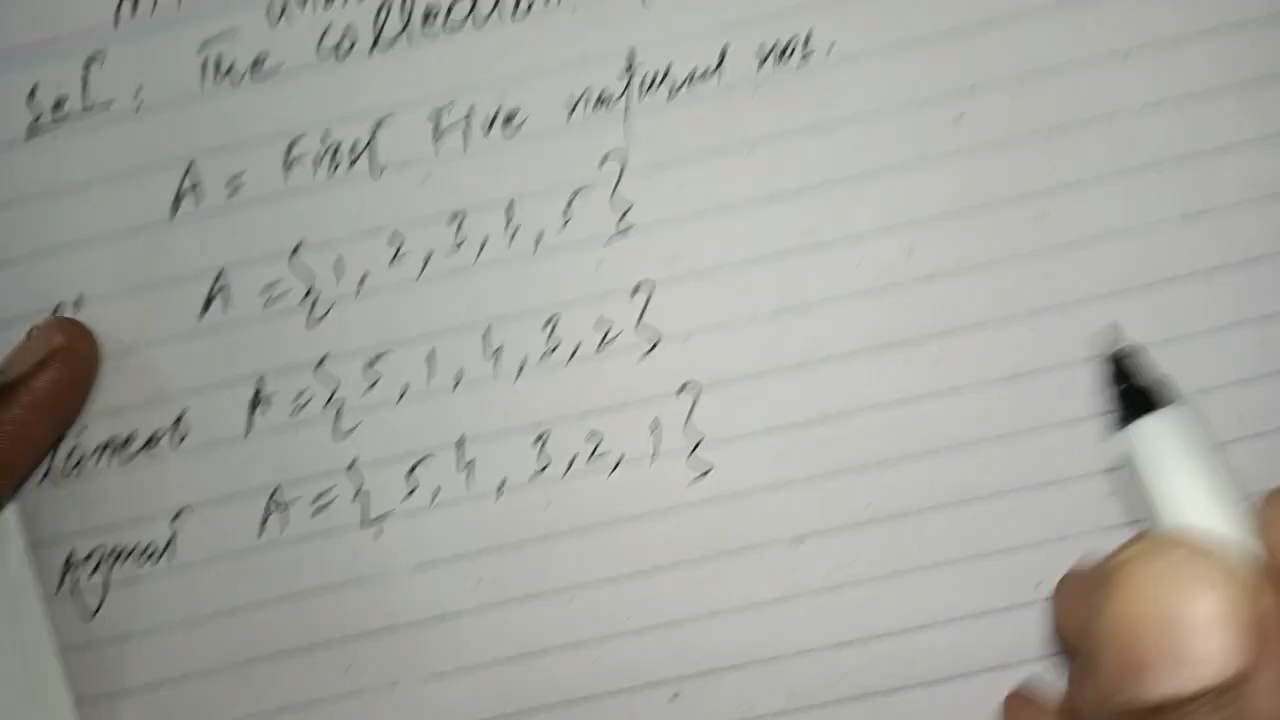 Set: The collection
A = First Five natural nos.
A = {1, 2, 3, 4, 5}
A = {5, 1, 4, 3, 2}
A = {5, 4, 3, 2, 1}